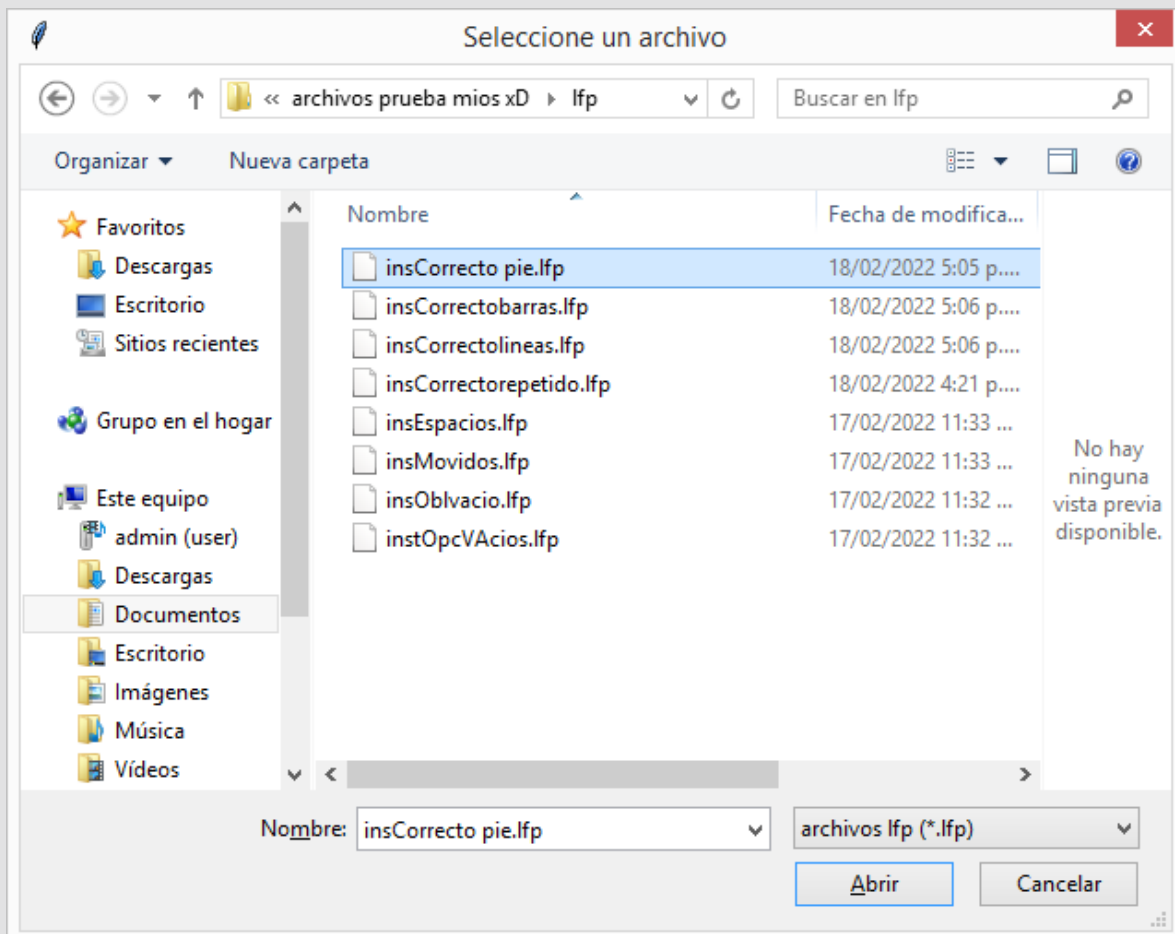 Seleccione un archivo
« archivos prueba mios xD lfp
Buscar en lfp
Organizar
Nueva carpeta
Nombre
Fecha de modifica...
Favoritos
Descargas
Escritorio
Sitios recientes
Grupo en el hogar
Este equipo
admin (user)
Descargas
Documentos
Escritorio
Imágenes
Música
Vídeos
insCorrecto pie.lfp 18/02/2022 5:05 p....
insCorrectobarras.lfp 18/02/2022 5:06 p....
insCorrectolineas.lfp 18/02/2022 5:06 p....
insCorrectorepetido.lfp 18/02/2022 4:21 p....
insEspacios.lfp 17/02/2022 11:33 ...
insMovidos.lfp 17/02/2022 11:33 ...
insOblvacio.lfp 17/02/2022 11:32 ...
instOpcVAcios.lfp 17/02/2022 11:32 ...
No hay
ninguna
vista previa
disponible.
Nombre: insCorrecto pie.lfp
archivos lfp (*.lfp)
Abrir
Cancelar